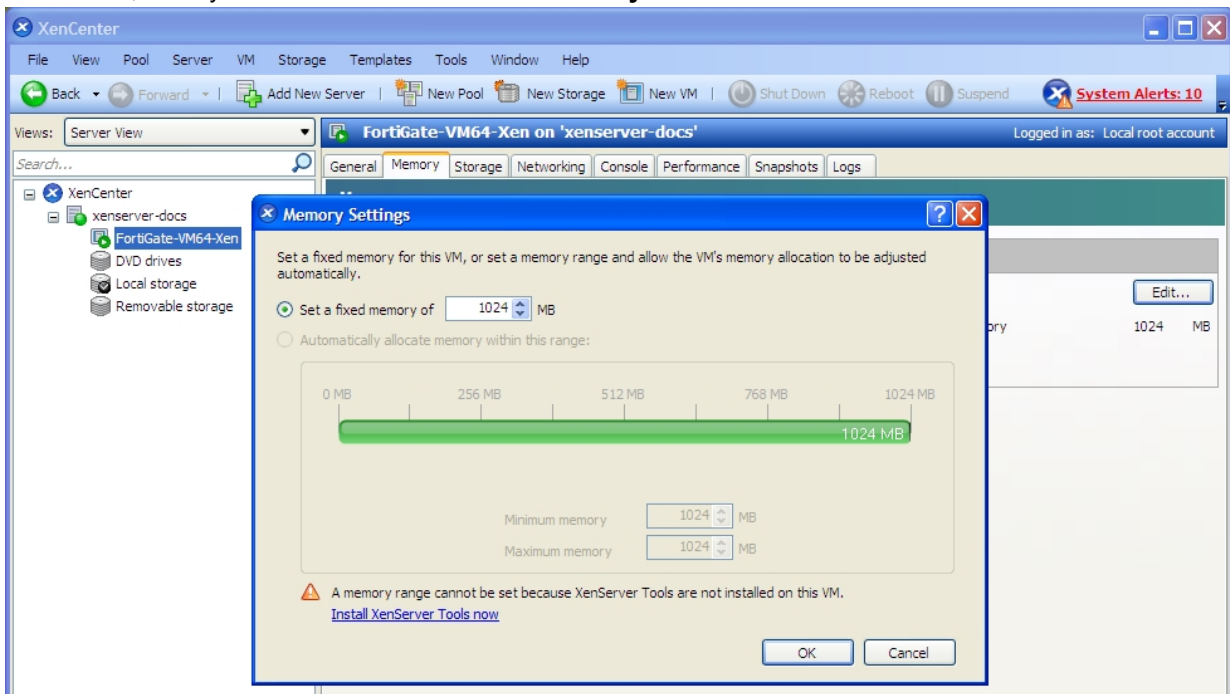 XenCenter
File View Pool Server VM Storage Templates Tools Window Help
Back Forward Add New Server New Pool New Storage New VM Shut Down Reboot Suspend System Alerts: 10
Views: Server View
FortiGate-VM64-Xen on 'xenserver-docs' Logged in as: Local root account
Search...
General Memory Storage Networking Console Performance Snapshots Logs
XenCenter
xenserver-docs
FortiGate-VM64-Xen
DVD drives
Local storage
Removable storage
Memory Settings
Set a fixed memory for this VM, or set a memory range and allow the VM's memory allocation to be adjusted
automatically.
Set a fixed memory of 1024 MB
Automatically allocate memory within this range:
0 MB 256 MB 512 MB 768 MB 1024 MB
1024 MB
Minimum memory 1024 MB
Maximum memory 1024 MB
A memory range cannot be set because XenServer Tools are not installed on this VM.
Install XenServer Tools now
OK Cancel
Edit...
ory 1024 MB